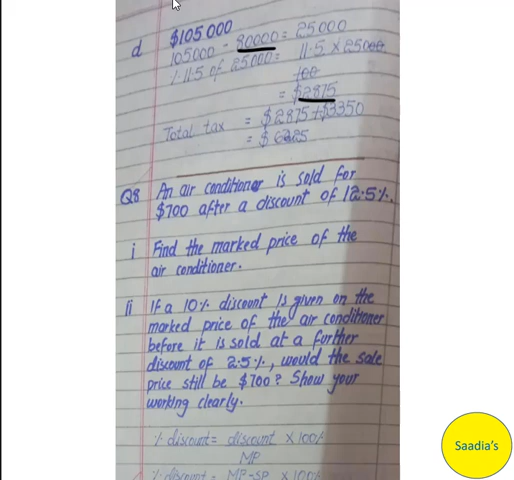 d $105 000
105000 - 80000 = 25000
% 11.5 of 25000 = 11.5 × 25000
100
= $2875
Total tax = $2875 + $3350
= $6225
Q8 An air conditioner is sold for
$700 after a discount of 12.5%.
i Find the marked price of the
air conditioner.
ii If a 10% discount is given on the
marked price of the air conditioner
before it is sold at a further
discount of 2.5%, would the sale
price still be $700? Show your
working clearly.
% discount = discount × 100%
MP
% discount = MP-SP × 100%
Saadia's